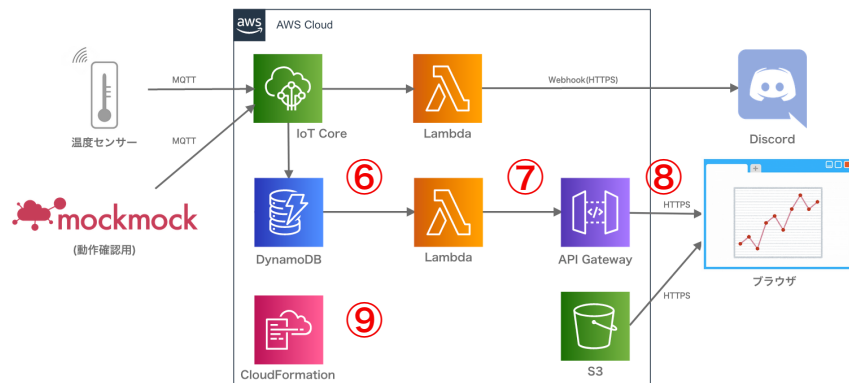 aws
AWS Cloud
MQTT
Webhook(HTTPS)
温度センサー
IoT Core
Lambda
Discord
MQTT
⑥
⑦
⑧
HTTPS
mockmock
(動作確認用)
DynamoDB
Lambda
API Gateway
ブラウザ
HTTPS
⑨
CloudFormation
S3